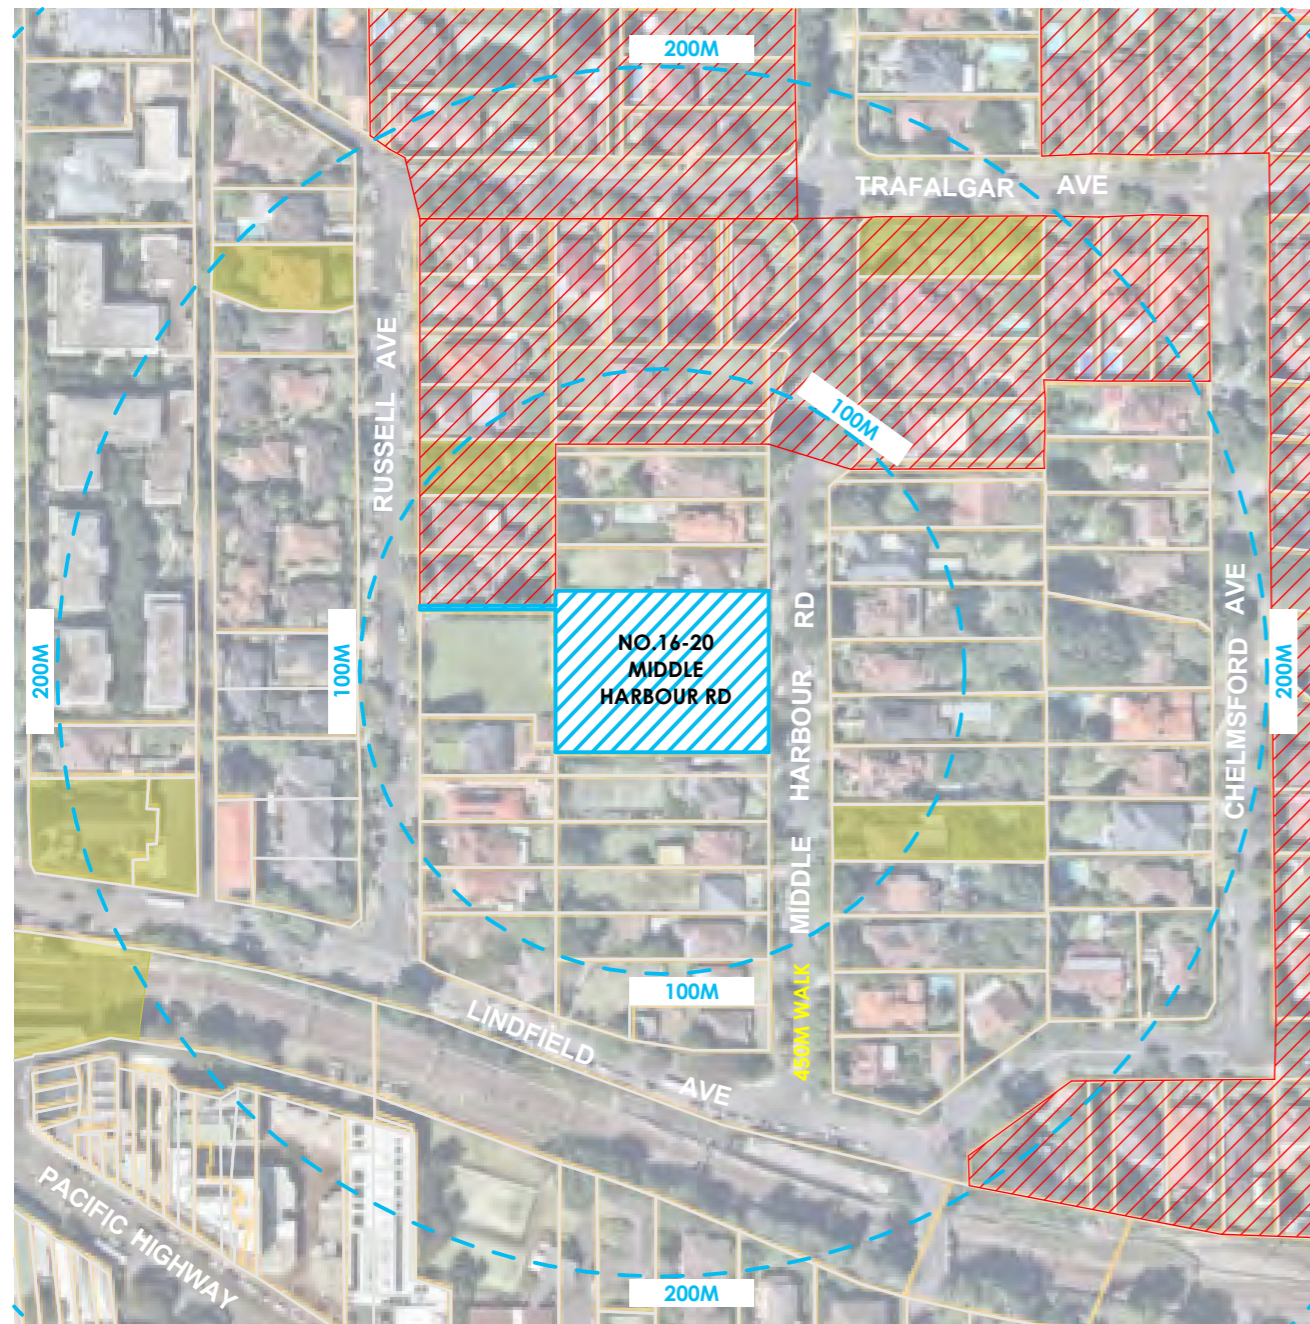 200M
TRAFALGAR AVE
RUSSELL AVE
100M
NO.16-20
MIDDLE
HARBOUR RD
200M
100M
MIDDLE HARBOUR RD
CHELMSFORD AVE
200M
450M WALK
100M
LINDFIELD AVE
PACIFIC HIGHWAY
200M